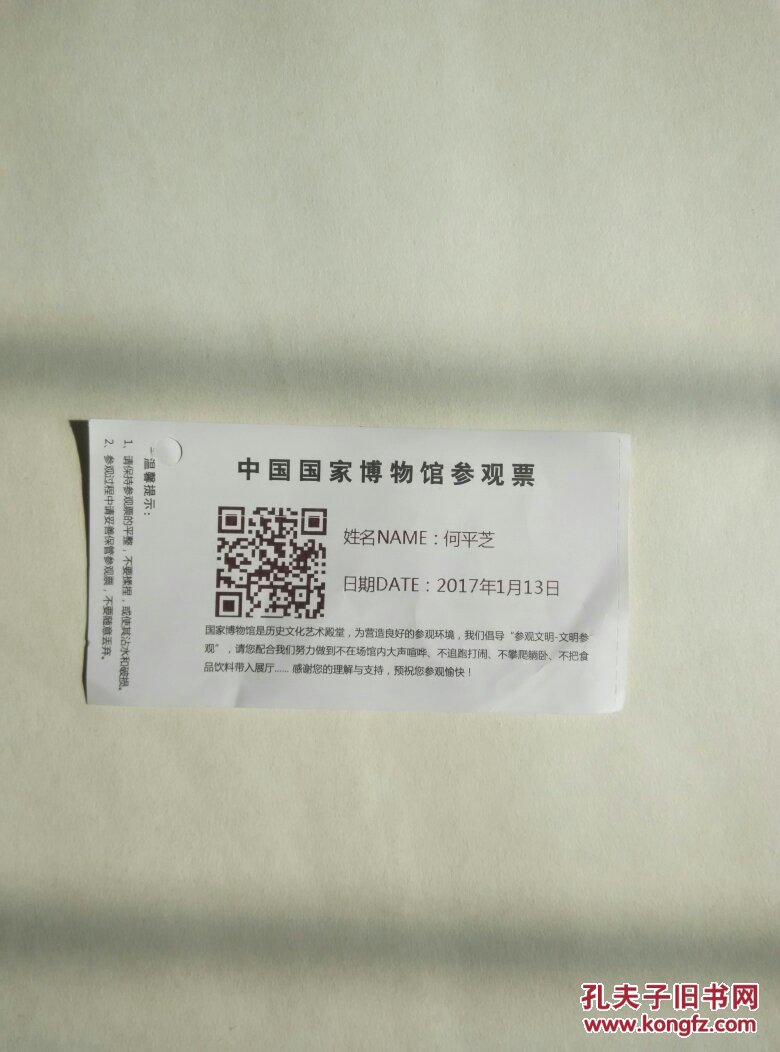 中国国家博物馆参观票
姓名NAME：何平芝
日期DATE：2017年1月13日
国家博物馆是历史文化艺术殿堂，为营造良好的参观环境，我们倡导“参观文明-文明参
观”，请您配合我们努力做到不在场馆内大声喧哗、不追跑打闹、不攀爬躺卧、不把食
品饮料带入展厅...... 感谢您的理解与支持，预祝您参观愉快！
温馨提示：
1、请保持参观票的平整，不要揉捏，或使其沾水和破损。
2、参观过程中请妥善保管参观票，不要随意丢弃。
孔夫子旧书网
www.kongfz.com